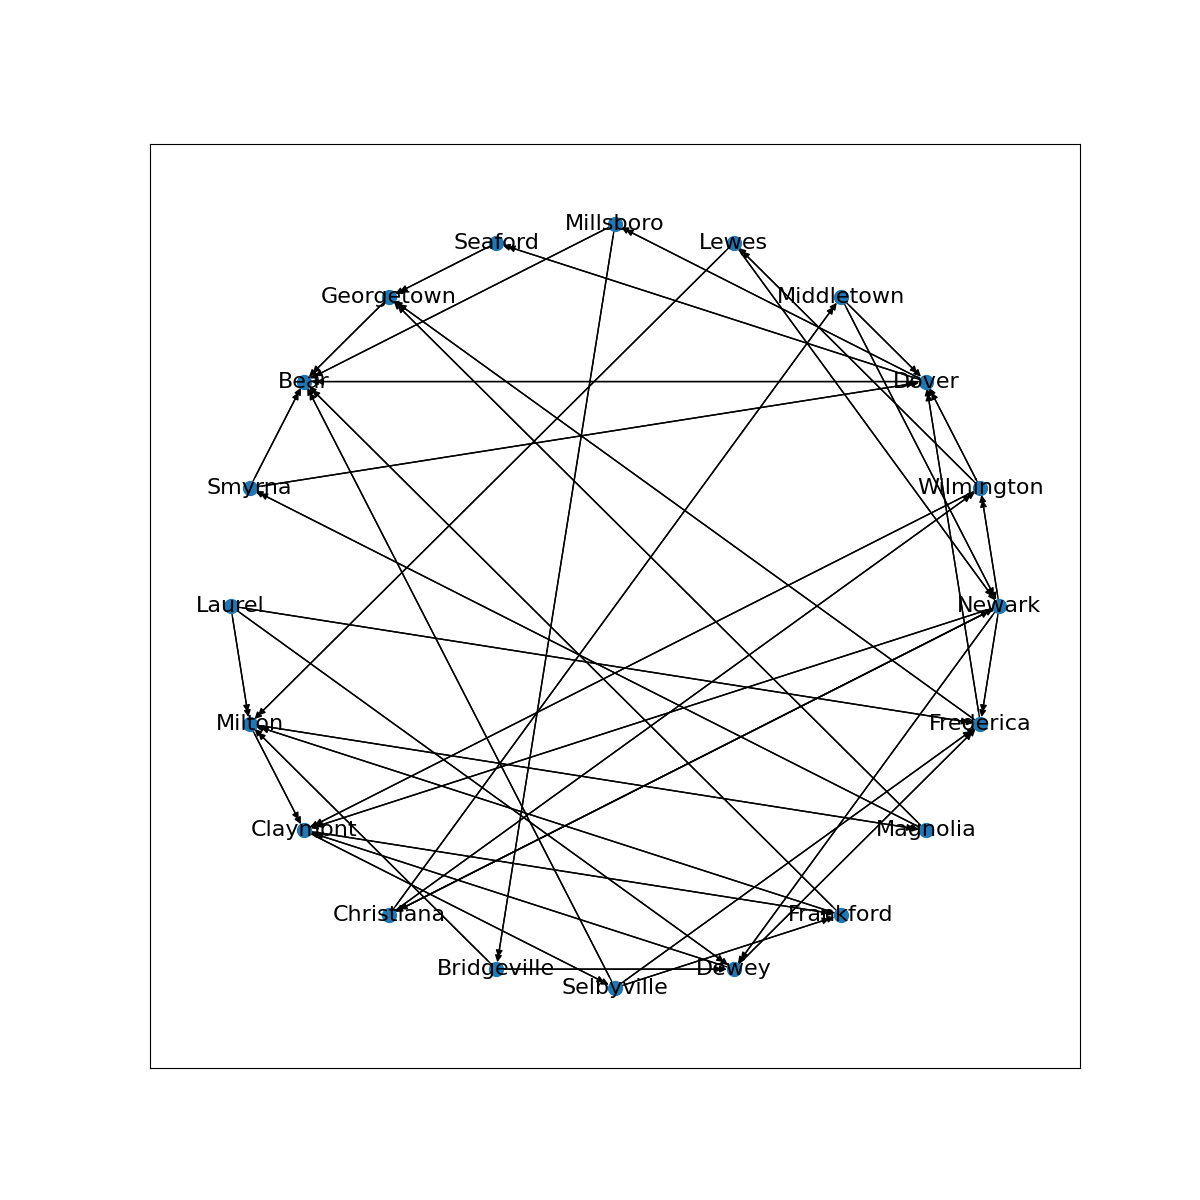 Millsboro
Seaford
Lewes
Georgetown
Middletown
Bear
Dover
Smyrna
Wilmington
Laurel
Newark
Milton
Frederica
Claymont
Magnolia
Christiana
Frankford
Bridgeville
Dewey
Selbyville